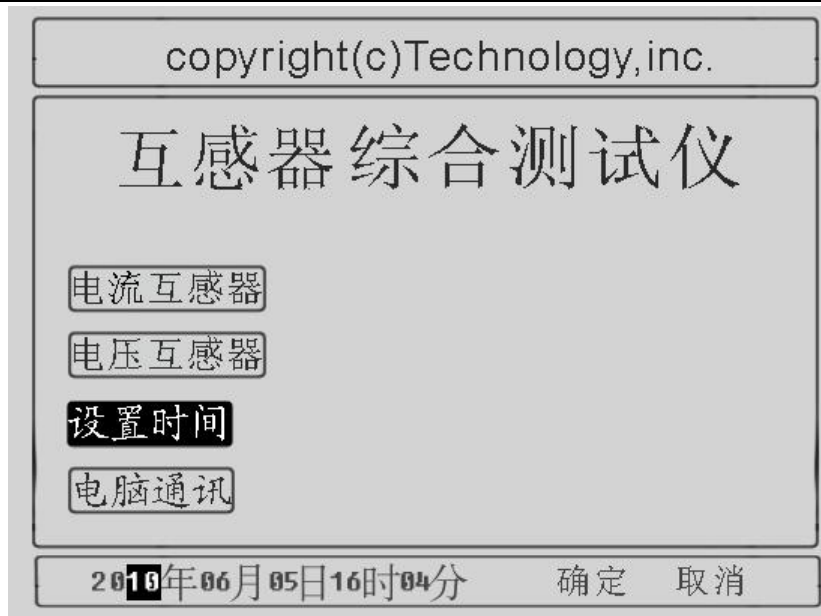 copyright(c)Technology,inc.
互感器综合测试仪
电流互感器
电压互感器
设置时间
电脑通讯
2010年06月05日16时04分 确定 取消